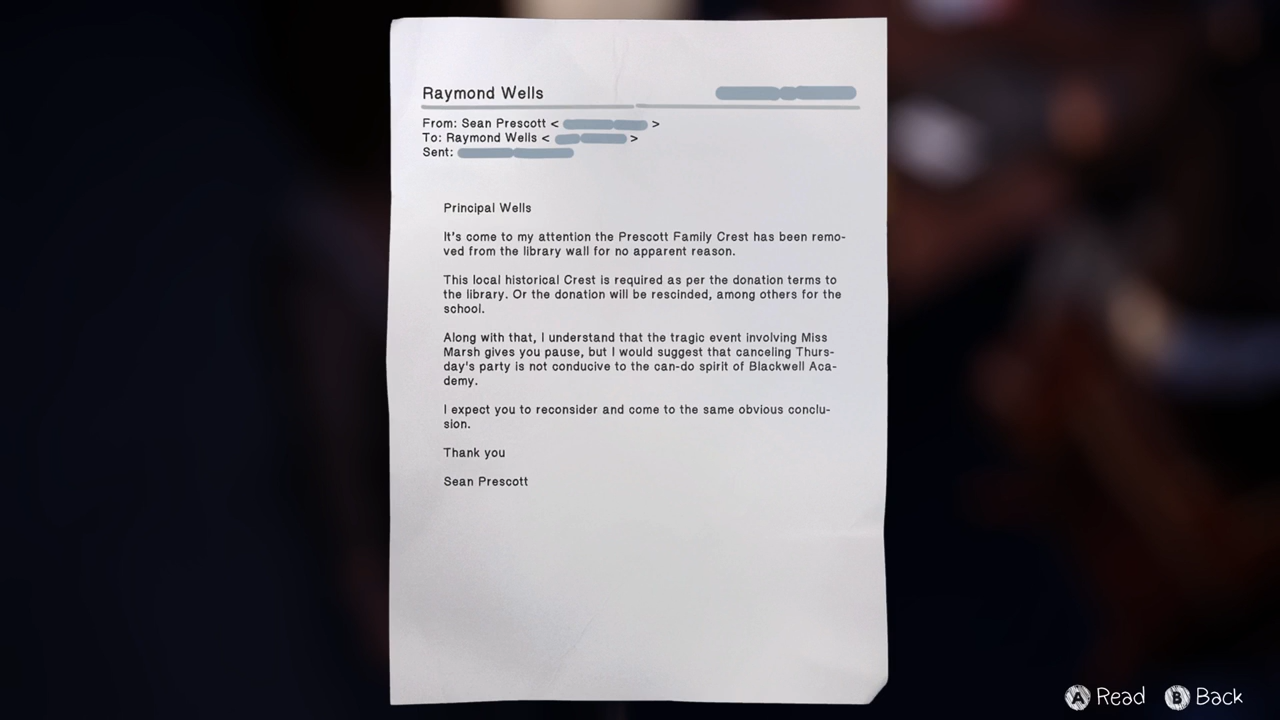 Raymond Wells
From: Sean Prescott < >
To: Raymond Wells < >
Sent:
Principal Wells
It's come to my attention the Prescott Family Crest has been remo-
ved from the library wall for no apparent reason.
This local historical Crest is required as per the donation terms to
the library. Or the donation will be rescinded, among others for the
school.
Along with that, I understand that the tragic event involving Miss
Marsh gives you pause, but I would suggest that canceling Thurs-
day's party is not conducive to the can-do spirit of Blackwell Aca-
demy.
I expect you to reconsider and come to the same obvious conclu-
sion.
Thank you
Sean Prescott
A Read B Back